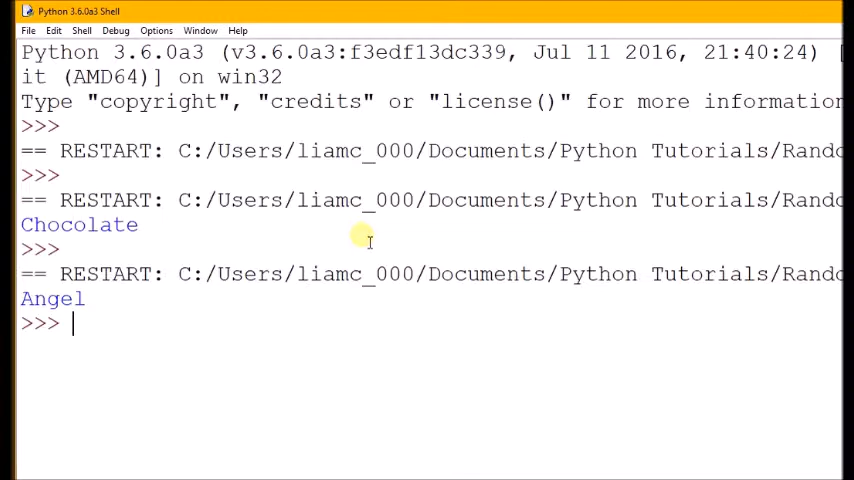 Python 3.6.0a3 Shell
File Edit Shell Debug Options Window Help
Python 3.6.0a3 (v3.6.0a3:f3edf13dc339, Jul 11 2016, 21:40:24) [
it (AMD64)] on win32
Type "copyright", "credits" or "license()" for more information
>>>
== RESTART: C:/Users/liamc_000/Documents/Python Tutorials/Rando
>>>
== RESTART: C:/Users/liamc_000/Documents/Python Tutorials/Rando
Chocolate
>>>
== RESTART: C:/Users/liamc_000/Documents/Python Tutorials/Rando
Angel
>>>